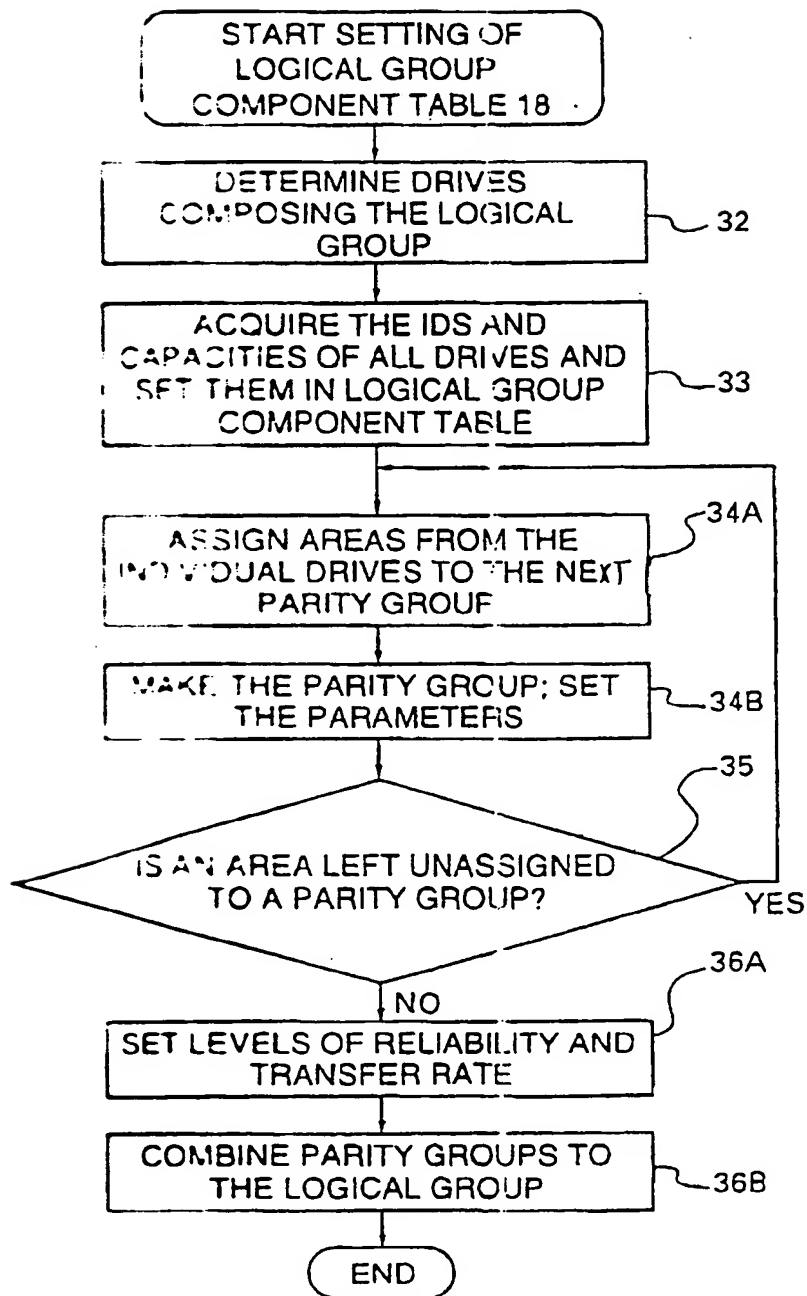 START SETTING OF
LOGICAL GROUP
COMPONENT TABLE 18
DETERMINE DRIVES
COMPOSING THE LOGICAL
GROUP
32
ACQUIRE THE IDS AND
CAPACITIES OF ALL DRIVES AND
SET THEM IN LOGICAL GROUP
COMPONENT TABLE
33
ASSIGN AREAS FROM THE
INDIVIDUAL DRIVES TO THE NEXT
PARITY GROUP
34A
MAKE THE PARITY GROUP; SET
THE PARAMETERS
34B
35
IS AN AREA LEFT UNASSIGNED
TO A PARITY GROUP?
YES
NO
36A
SET LEVELS OF RELIABILITY AND
TRANSFER RATE
COMBINE PARITY GROUPS TO
THE LOGICAL GROUP
36B
END